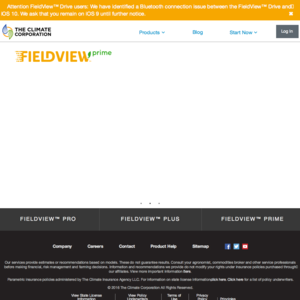 Attention FieldView™ Drive users: We have identified a Bluetooth connection issue between the FieldView™ Drive and
iOS 10. We ask that you remain on iOS 9 until further notice.
THE CLIMATE
CORPORATION
Products
Blog
Start Now
Log in
FIELDVIEW prime
FIELDVIEW™ PRO
FIELDVIEW™ PLUS
FIELDVIEW™ PRIME
Company
Careers
Contact
Product Help
Sitemap
Our services provide estimates or recommendations based on models. These do not guarantee results. Consult your agronomist, commodities broker and other service professionals
before making financial, risk management and farming decisions. Information and recommendations we provide do not modify your rights under insurance policies purchased through
our affiliates. View more important information here.
Parametric insurance policies administered by The Climate Insurance Agency LLC. For information on state license information click here. Click here for a list of policy underwriters.
© 2016 The Climate Corporation All Rights Reserved.
View State License
Information
View Policy
Underwriters
Terms of
Privacy